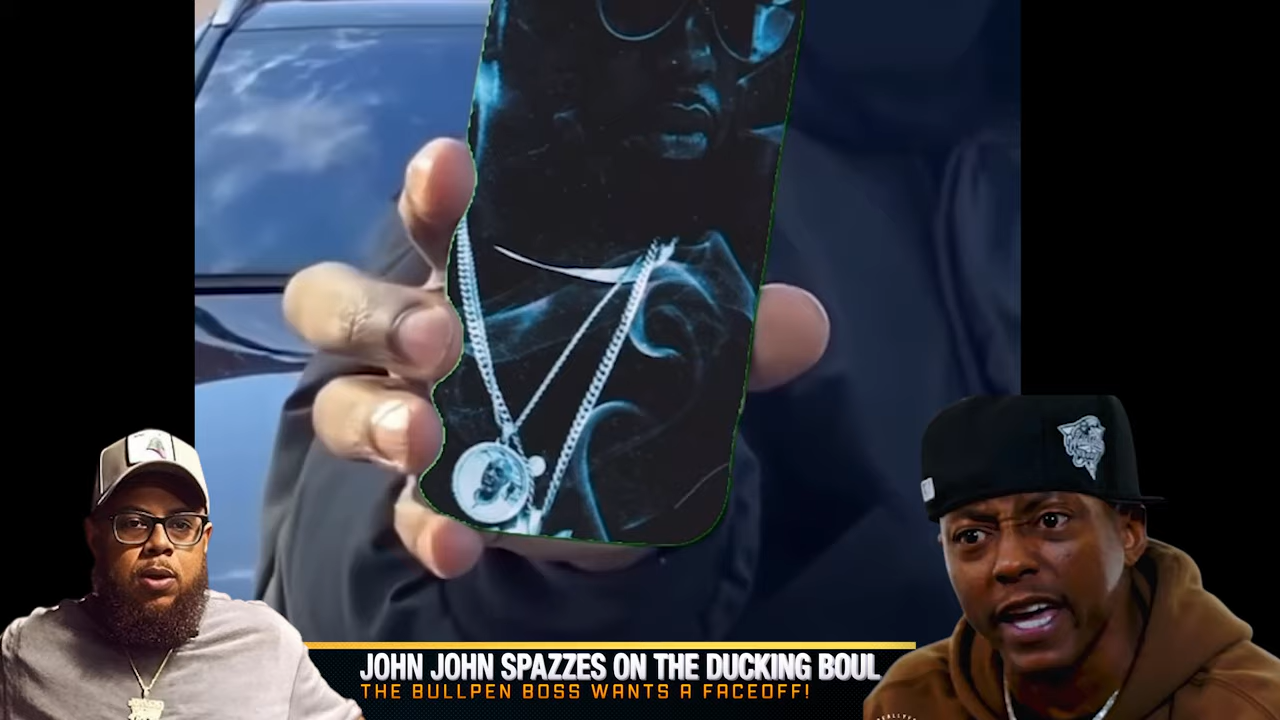 JOHN JOHN SPAZZES ON THE DUCKING BOUL
THE BULLPEN BOSS WANTS A FACEOFF!